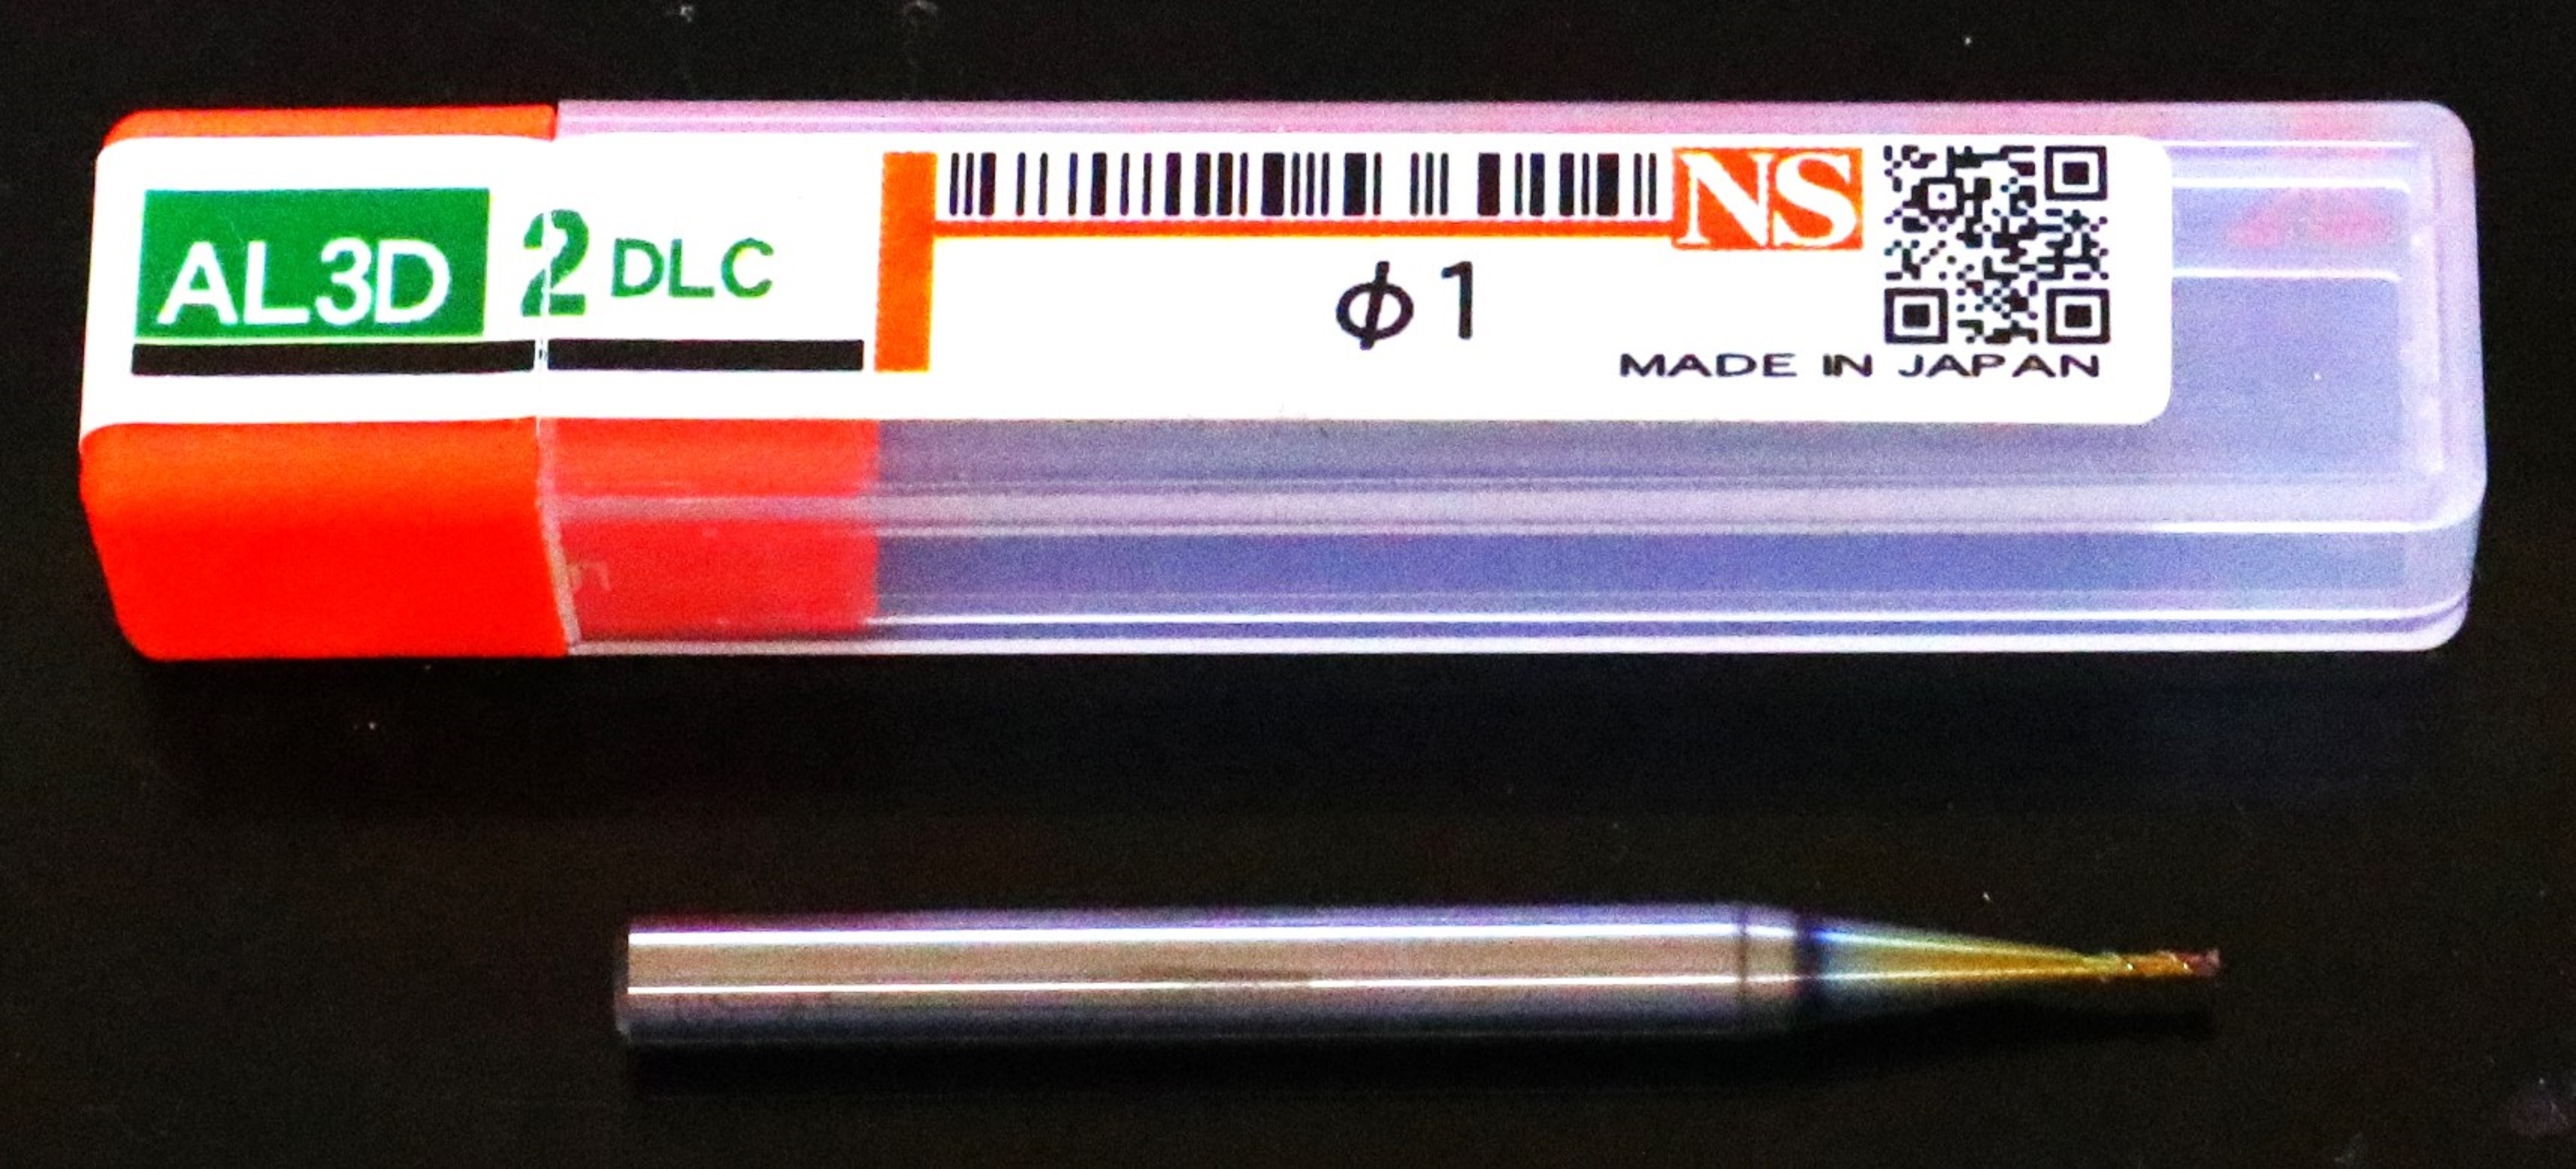 AL3D 2 DLC
NS
φ1
MADE IN JAPAN